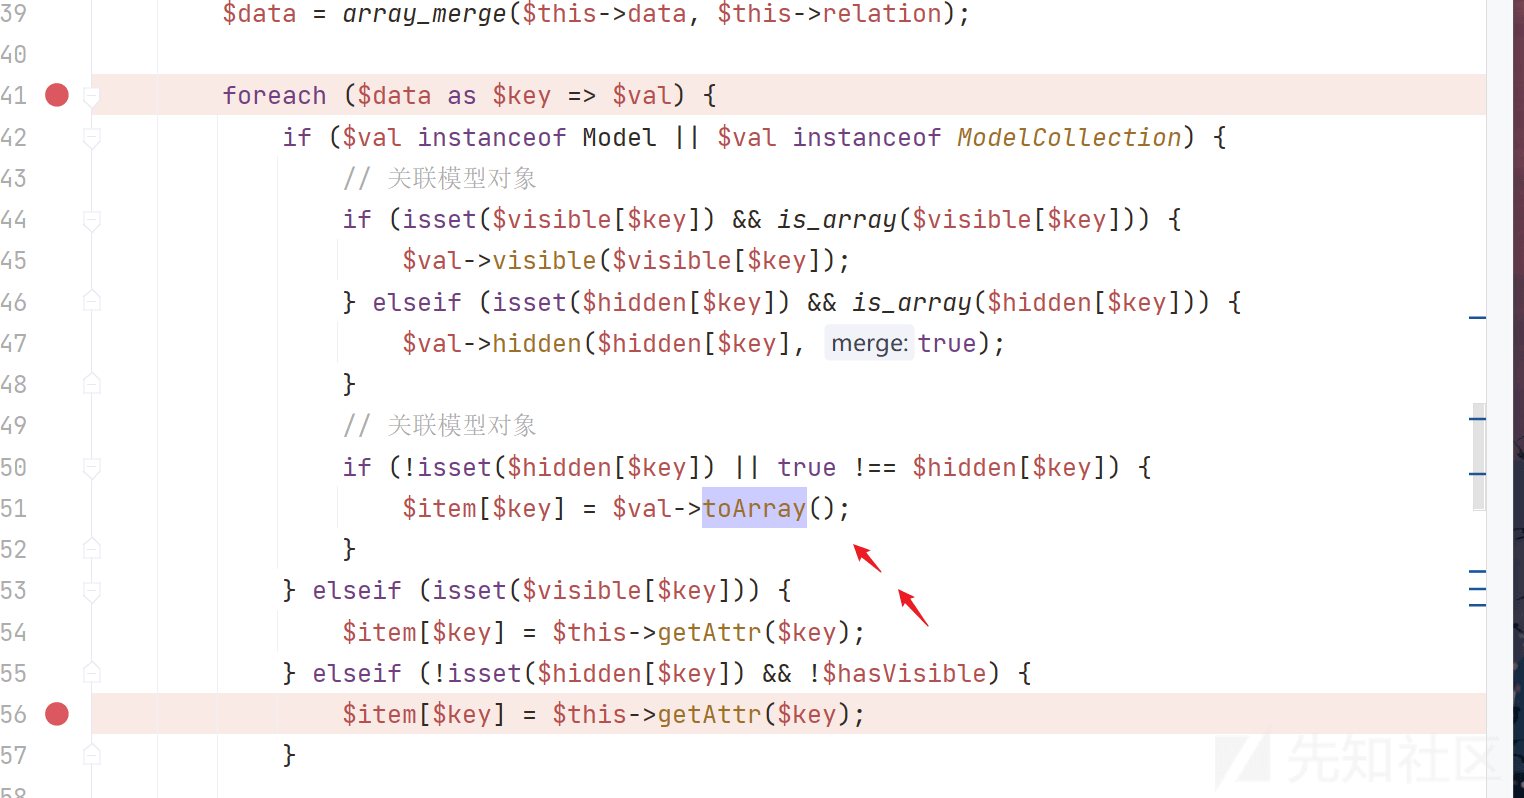 39 $data = array_merge($this->data, $this->relation);
40
41 foreach ($data as $key => $val) {
42 if ($val instanceof Model || $val instanceof ModelCollection) {
43 // 关联模型对象
44 if (isset($visible[$key]) && is_array($visible[$key])) {
45 $val->visible($visible[$key]);
46 } elseif (isset($hidden[$key]) && is_array($hidden[$key])) {
47 $val->hidden($hidden[$key], merge: true);
48 }
49 // 关联模型对象
50 if (!isset($hidden[$key]) || true !== $hidden[$key]) {
51 $item[$key] = $val->toArray();
52 }
53 } elseif (isset($visible[$key])) {
54 $item[$key] = $this->getAttr($key);
55 } elseif (!isset($hidden[$key]) && !$hasVisible) {
56 $item[$key] = $this->getAttr($key);
57 }
58
先知社区